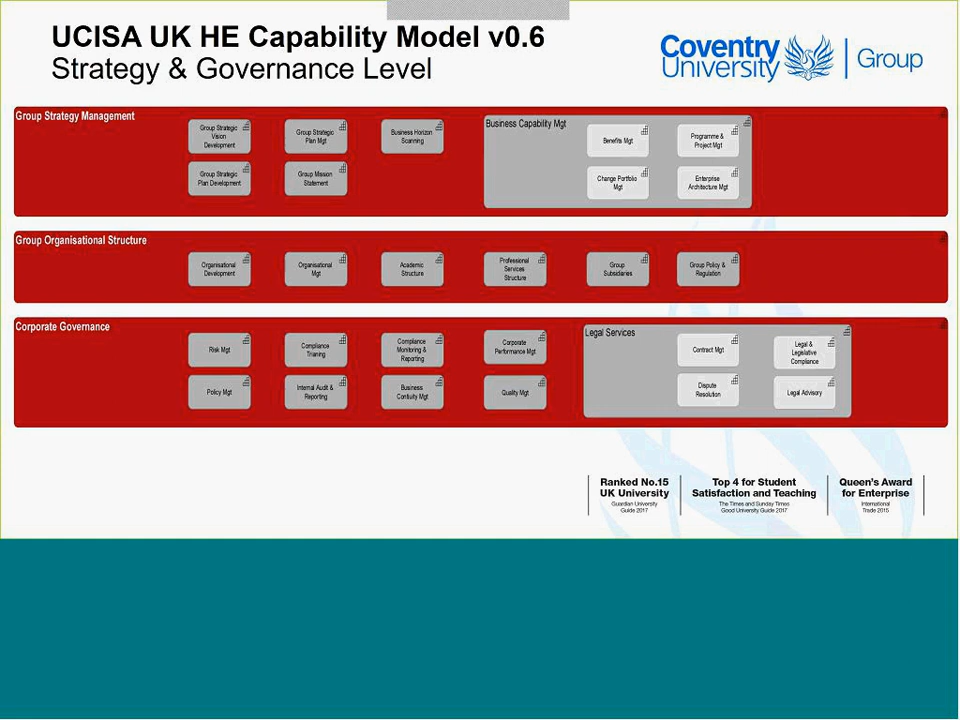 UCISA UK HE Capability Model v0.6
Strategy & Governance Level
Coventry
University
Group
Group Strategy Management
Group Strategic
Vision
Development
Group Strategic
Plan Mgt
Business Horizon
Scanning
Group Strategic
Plan Development
Group Mission
Statement
Business Capability Mgt
Benefits Mgt
Programme &
Project Mgt
Change Portfolio
Mgt
Enterprise
Architecture Mgt
Group Organisational Structure
Organisational
Development
Organisational
Mgt
Academic
Structure
Professional
Services
Structure
Group
Subsidiaries
Group Policy &
Regulation
Corporate Governance
Risk Mgt
Compliance
Trianing
Compliance
Monitoring &
Reporting
Corporate
Performance Mgt
Policy Mgt
Internal Audit &
Reporting
Business
Contiuity Mgt
Quality Mgt
Legal Services
Contract Mgt
Legal &
Legislative
Compliance
Dispute
Resolution
Legal Advisory
Ranked No.15
UK University
Guardian University
Guide 2017
Top 4 for Student
Satisfaction and Teaching
The Times and Sunday Times
Good University Guide 2017
Queen's Award
for Enterprise
International
Trade 2015